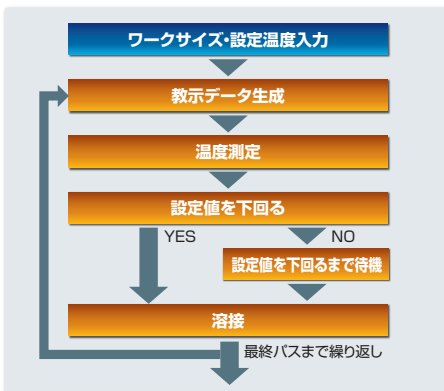 ワークサイズ・設定温度入力
教示データ生成
温度測定
設定値を下回る
YES
NO
設定値を下回るまで待機
溶接
最終パスまで繰り返し